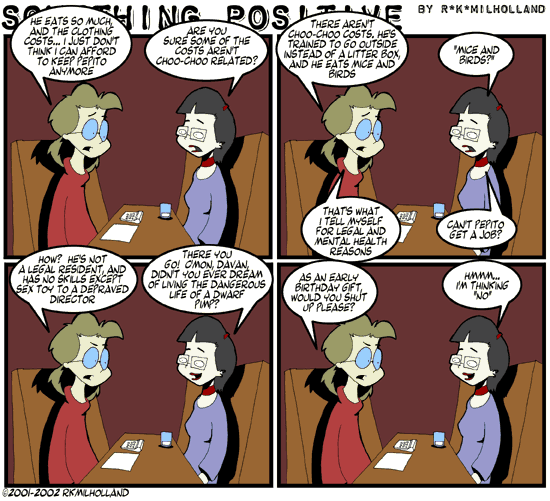 SOMETHING POSITIVE BY R*K*MILHOLLAND
HE EATS SO MUCH,
AND THE CLOTHING
COSTS... I JUST DON'T
THINK I CAN AFFORD
TO KEEP PEPITO
ANYMORE
ARE YOU
SURE SOME OF THE
COSTS AREN'T
CHOO-CHOO RELATED?
THERE AREN'T
CHOO-CHOO COSTS. HE'S
TRAINED TO GO OUTSIDE
INSTEAD OF A LITTER BOX,
AND HE EATS MICE AND
BIRDS
"MICE AND
BIRDS?"
THAT'S WHAT
I TELL MYSELF
FOR LEGAL AND
MENTAL HEALTH
REASONS
CAN'T PEPITO
GET A JOB?
HOW? HE'S NOT
A LEGAL RESIDENT, AND
HAS NO SKILLS EXCEPT
SEX TOY TO A DEPRAVED
DIRECTOR
THERE YOU
GO! C'MON, DAVAN,
DIDN'T YOU EVER DREAM
OF LIVING THE DANGEROUS
LIFE OF A DWARF
PIMP?
AS AN EARLY
BIRTHDAY GIFT,
WOULD YOU SHUT
UP PLEASE?
HMMM...
I'M THINKING
"NO"
©2001-2002 RKMILHOLLAND